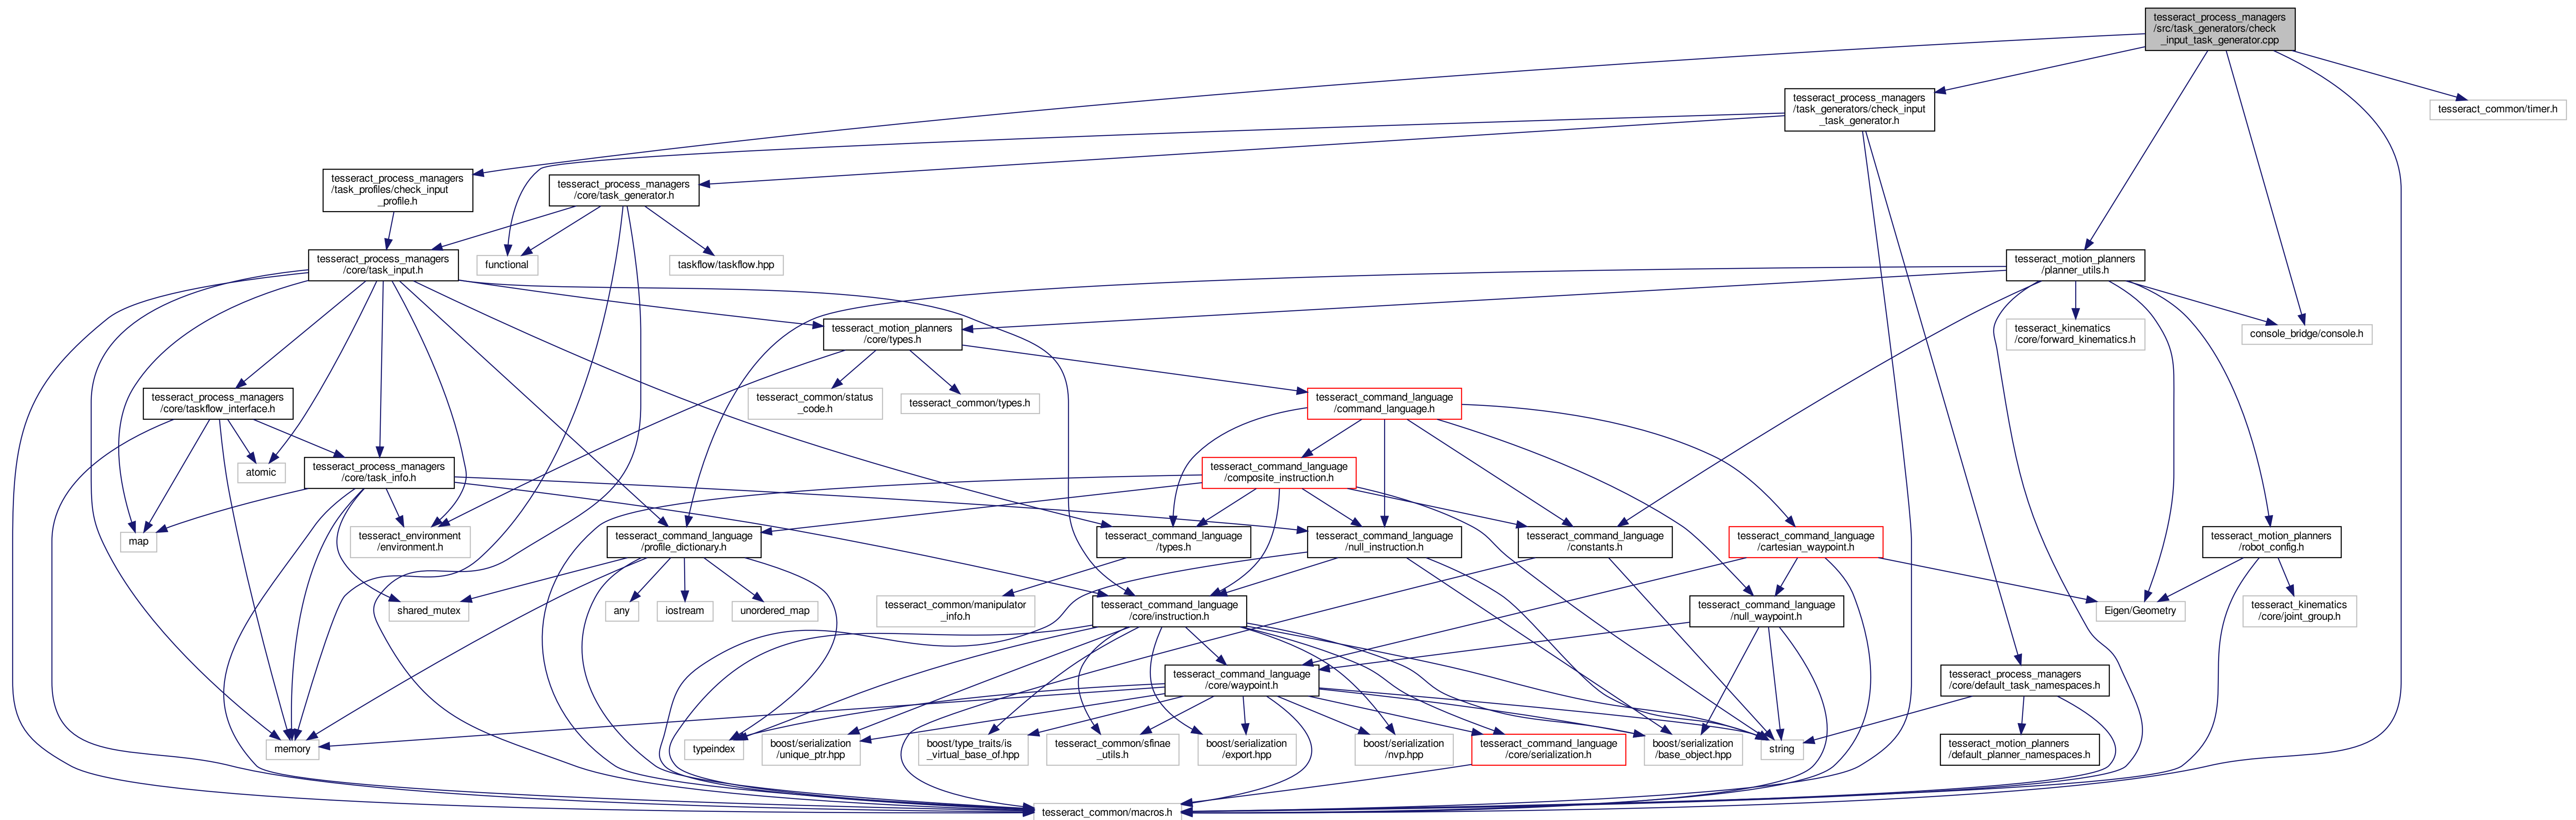 tesseract_process_managers
/src/task_generators/check
_input_task_generator.cpp
tesseract_process_managers
/task_generators/check_input
_task_generator.h
tesseract_common/timer.h
tesseract_process_managers
/task_profiles/check_input
_profile.h
tesseract_process_managers
/core/task_generator.h
tesseract_process_managers
/core/task_input.h
functional
taskflow/taskflow.hpp
tesseract_motion_planners
/planner_utils.h
tesseract_motion_planners
/core/types.h
tesseract_kinematics
/core/forward_kinematics.h
console_bridge/console.h
tesseract_process_managers
/core/taskflow_interface.h
tesseract_common/status
_code.h
tesseract_common/types.h
tesseract_command_language
/command_language.h
atomic
tesseract_process_managers
/core/task_info.h
tesseract_command_language
/composite_instruction.h
map
tesseract_environment
/environment.h
tesseract_command_language
/profile_dictionary.h
tesseract_command_language
/types.h
tesseract_command_language
/null_instruction.h
tesseract_command_language
/constants.h
tesseract_command_language
/cartesian_waypoint.h
tesseract_motion_planners
/robot_config.h
shared_mutex
any
iostream
unordered_map
tesseract_common/manipulator
_info.h
tesseract_command_language
/core/instruction.h
tesseract_command_language
/null_waypoint.h
Eigen/Geometry
tesseract_kinematics
/core/joint_group.h
tesseract_command_language
/core/waypoint.h
tesseract_process_managers
/core/default_task_namespaces.h
memory
typeindex
boost/serialization
/unique_ptr.hpp
boost/type_traits/is
_virtual_base_of.hpp
tesseract_common/sfinae
_utils.h
boost/serialization
/export.hpp
boost/serialization
/nvp.hpp
tesseract_command_language
/core/serialization.h
boost/serialization
/base_object.hpp
string
tesseract_motion_planners
/default_planner_namespaces.h
tesseract_common/macros.h